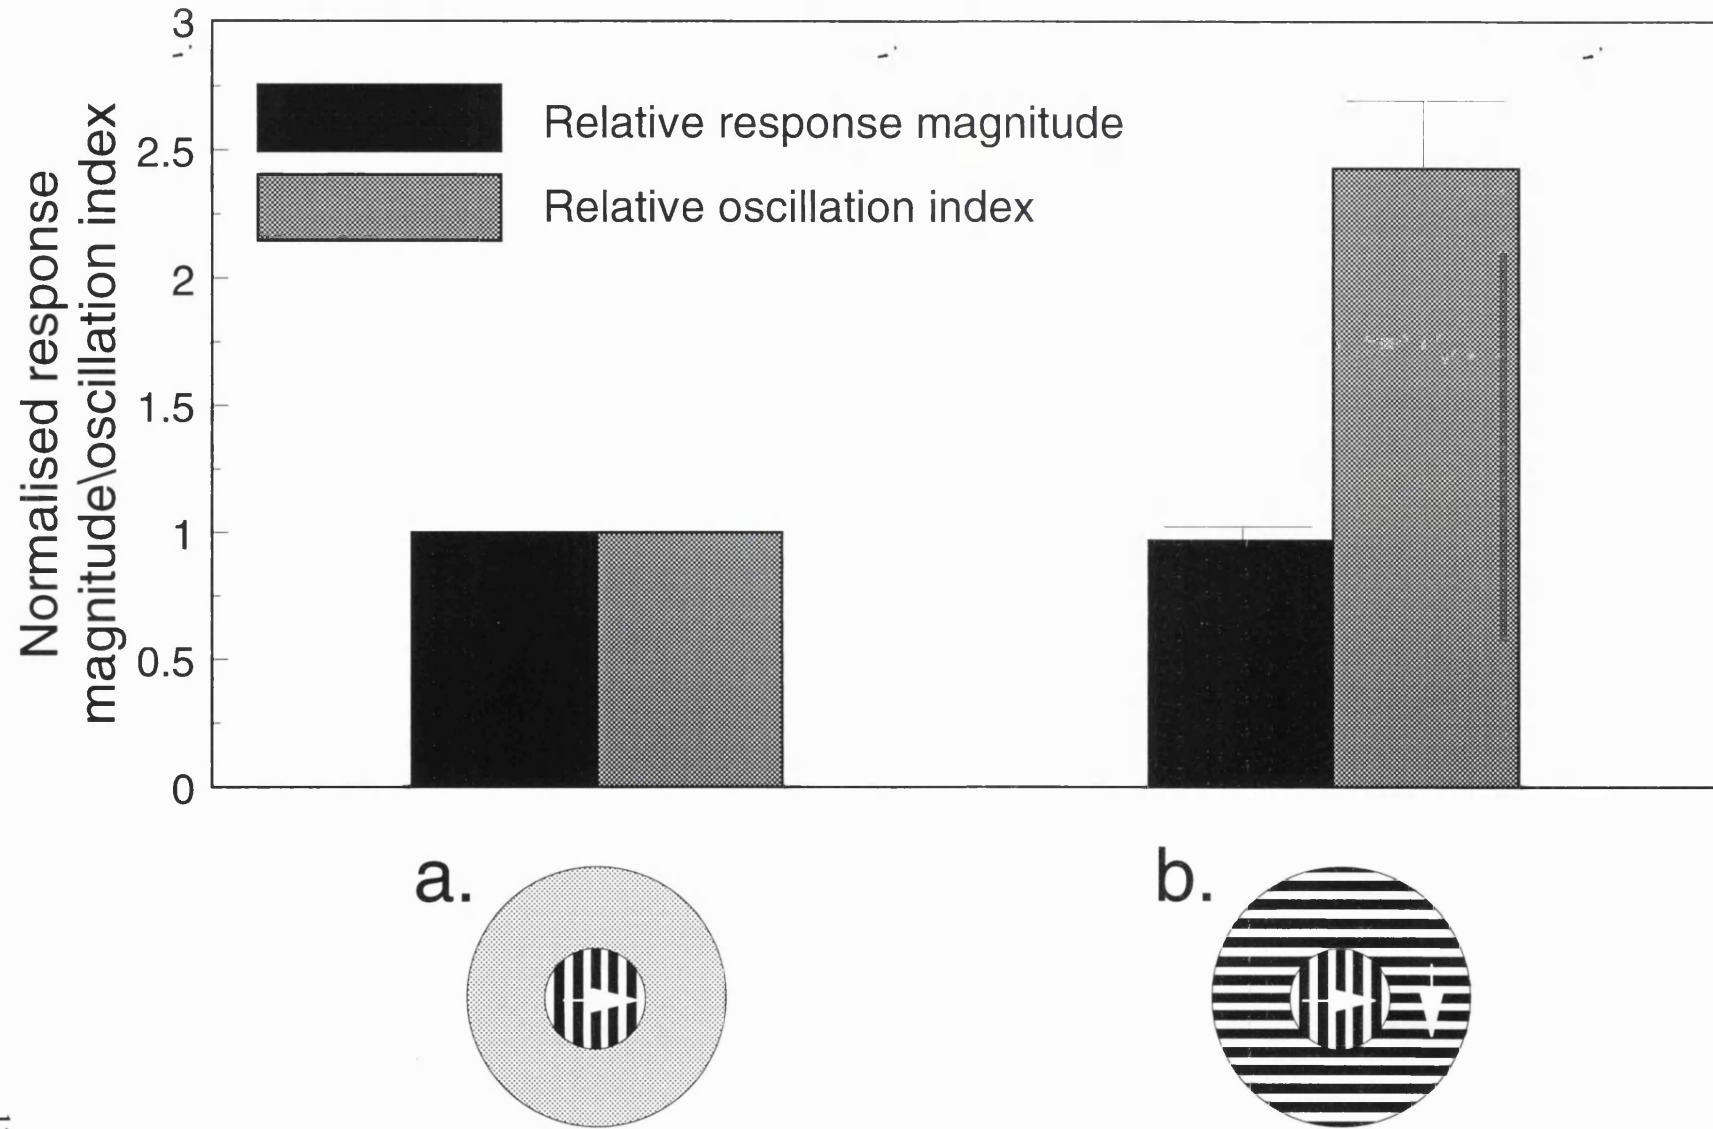 3
2.5
2
1.5
1
0.5
0
Normalised response
magnitude\oscillation index
Relative response magnitude
Relative oscillation index
a.
b.